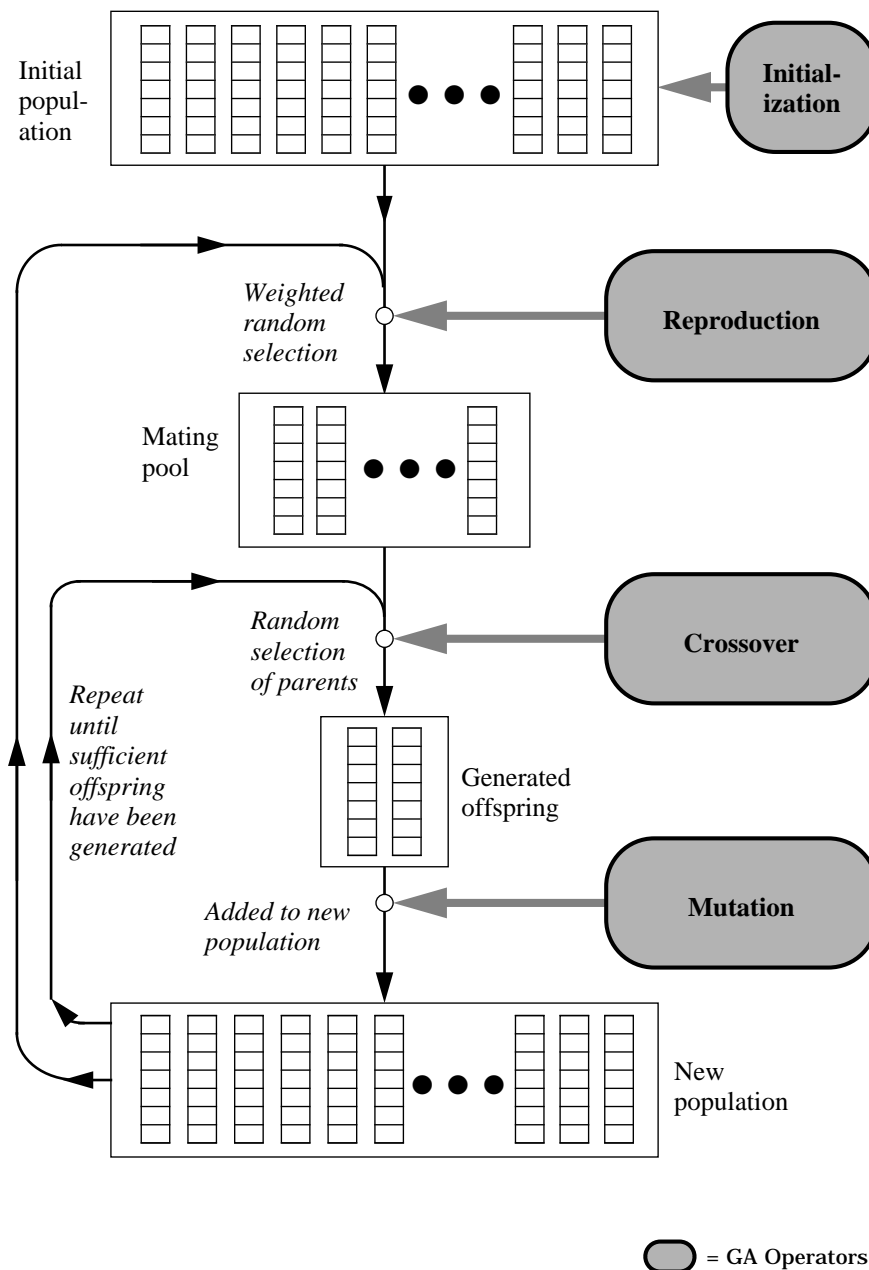 Initial
popul-
ation
Initial-
ization
Weighted
random
selection
Reproduction
Mating
pool
Random
selection
of parents
Crossover
Repeat
until
sufficient
offspring
have been
generated
Generated
offspring
Added to new
population
Mutation
New
population
= GA Operators